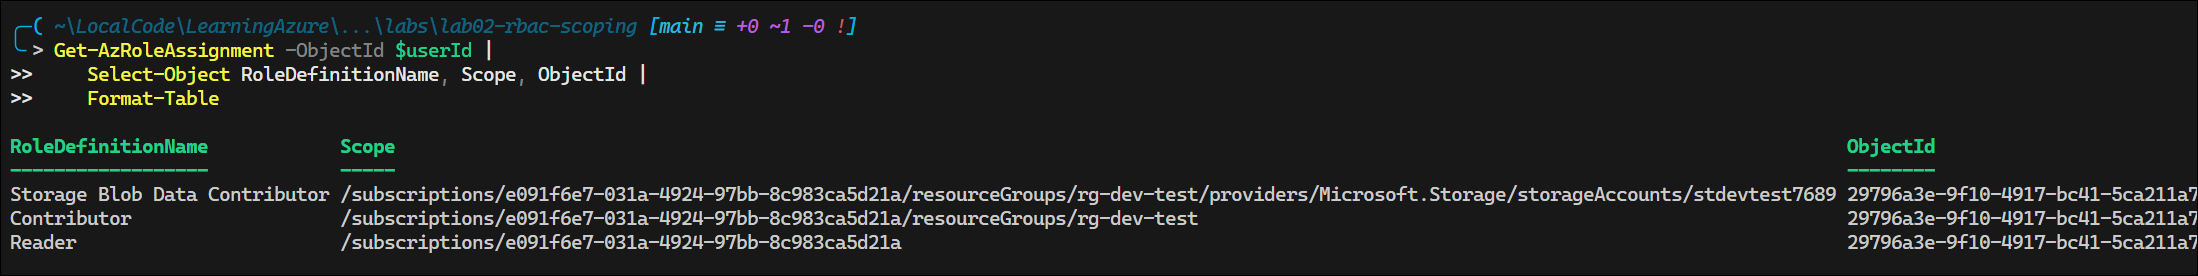 ( ~\LocalCode\LearningAzure\...\labs\lab02-rbac-scoping [main ≡ +0 ~1 -0 !]
> Get-AzRoleAssignment -ObjectId $userId |
>>     Select-Object RoleDefinitionName, Scope, ObjectId |
>>     Format-Table
RoleDefinitionName Scope ObjectId
------------------ ----- --------
Storage Blob Data Contributor /subscriptions/e091f6e7-031a-4924-97bb-8c983ca5d21a/resourceGroups/rg-dev-test/providers/Microsoft.Storage/storageAccounts/stdevtest7689 29796a3e-9f10-4917-bc41-5ca211a7
Contributor /subscriptions/e091f6e7-031a-4924-97bb-8c983ca5d21a/resourceGroups/rg-dev-test 29796a3e-9f10-4917-bc41-5ca211a7
Reader /subscriptions/e091f6e7-031a-4924-97bb-8c983ca5d21a 29796a3e-9f10-4917-bc41-5ca211a7